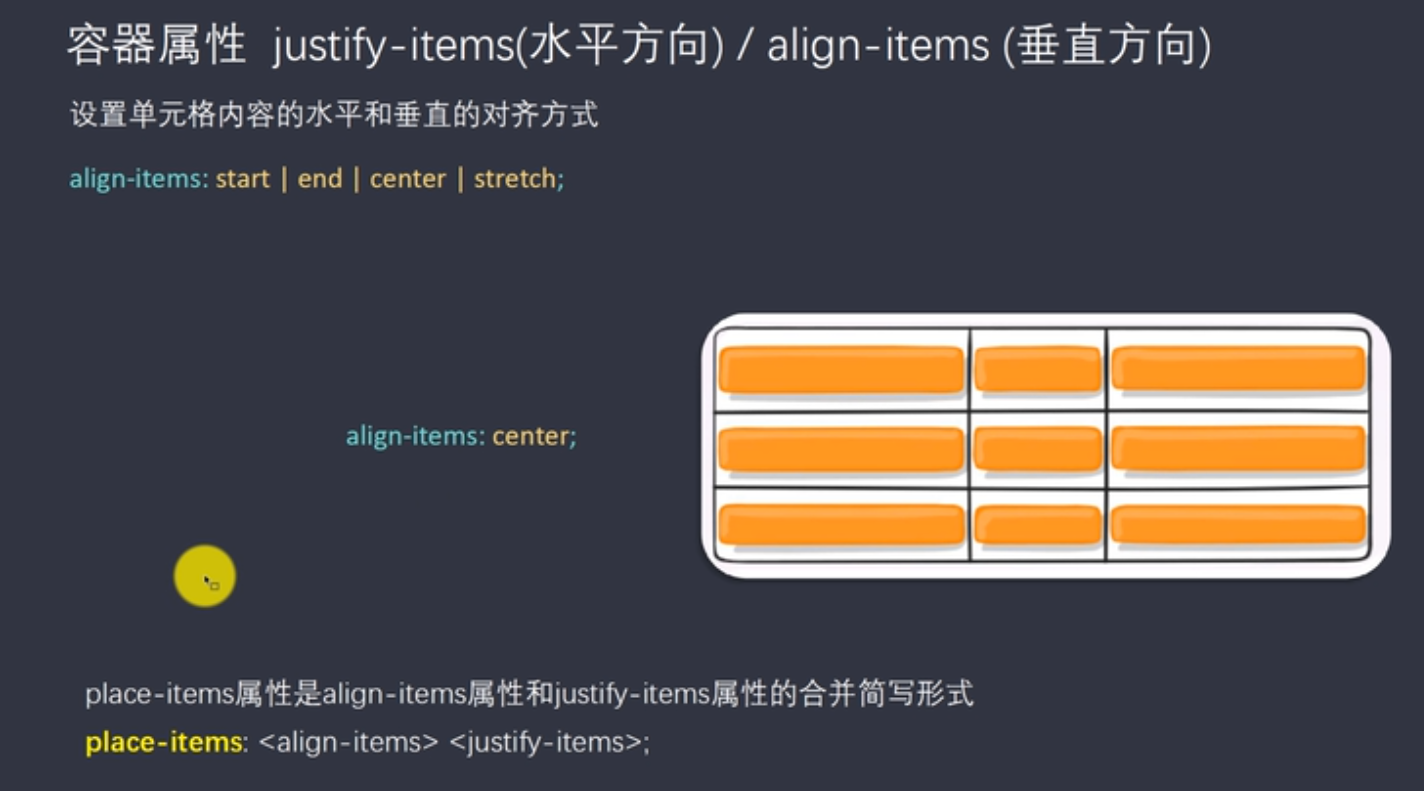 容器属性 justify-items(水平方向) / align-items (垂直方向)
设置单元格内容的水平和垂直的对齐方式
align-items: start | end | center | stretch;
align-items: center;
place-items属性是align-items属性和justify-items属性的合并简写形式
place-items: <align-items> <justify-items>;